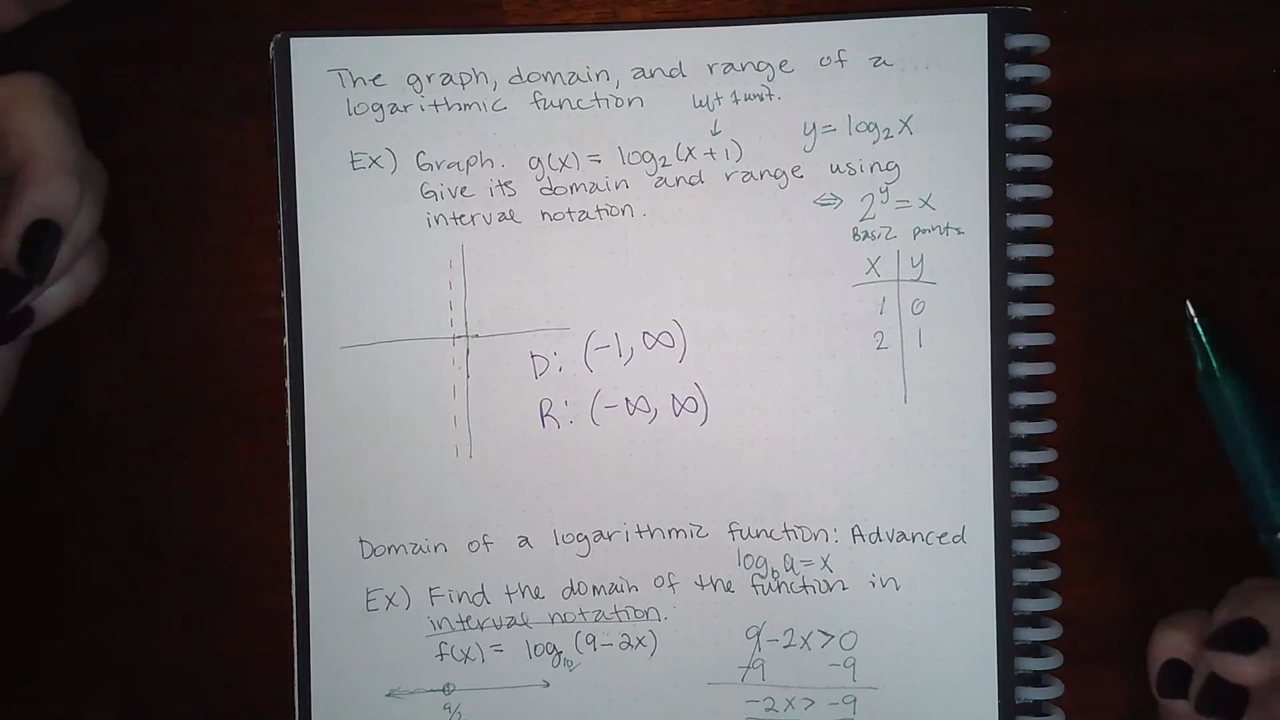 The graph, domain, and range of a
logarithmic function
left 1 unit.
↓
Ex) Graph. g(x) = log₂(x+1)
Give its domain and range using
interval notation.
y = log₂x
⇔ 2^y = x
Basic points
x | y
1 | 0
2 | 1
D: (-1, ∞)
R: (-∞, ∞)
Domain of a logarithmic function: Advanced
log_b a = x
Ex) Find the domain of the function in
interval notation.
f(x) = log₁₀(9-2x)
9/2
9-2x>0
-9 -9
-2x > -9